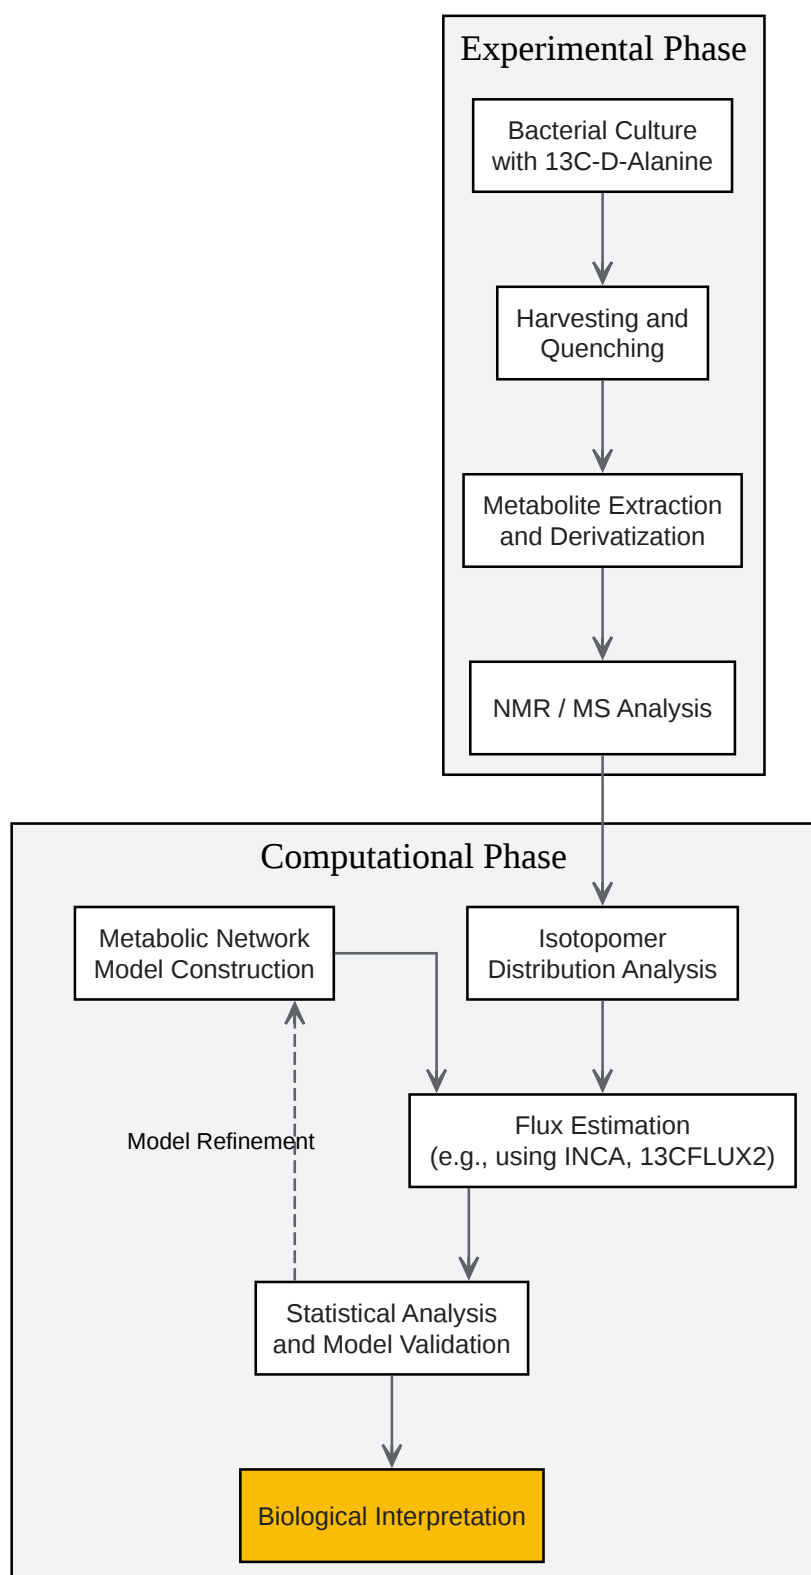 Experimental Phase
Bacterial Culture
with 13C-D-Alanine
Harvesting and
Quenching
Metabolite Extraction
and Derivatization
NMR / MS Analysis
Computational Phase
Metabolic Network
Model Construction
Isotopomer
Distribution Analysis
Flux Estimation
(e.g., using INCA, 13CFLUX2)
Model Refinement
Statistical Analysis
and Model Validation
Biological Interpretation